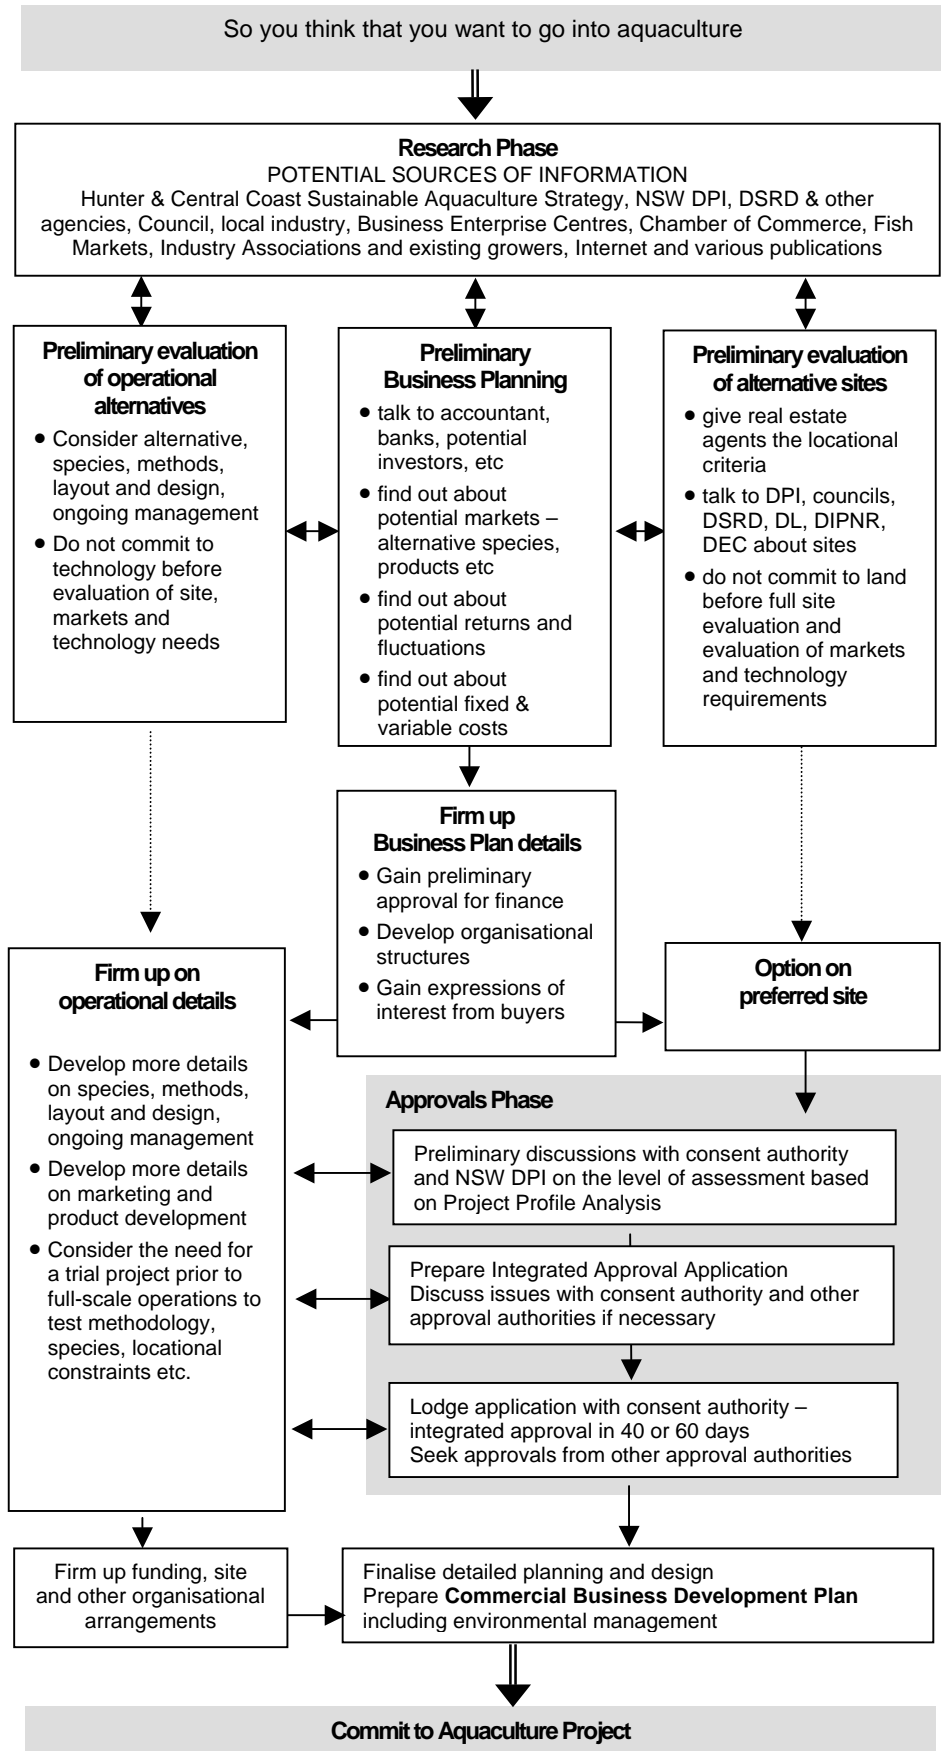 So you think that you want to go into aquaculture
Research Phase
POTENTIAL SOURCES OF INFORMATION
Hunter & Central Coast Sustainable Aquaculture Strategy, NSW DPI, DSRD & other
agencies, Council, local industry, Business Enterprise Centres, Chamber of Commerce, Fish
Markets, Industry Associations and existing growers, Internet and various publications
Preliminary evaluation
of operational
alternatives
• Consider alternative,
species, methods,
layout and design,
ongoing management
• Do not commit to
technology before
evaluation of site,
markets and
technology needs
Preliminary
Business Planning
• talk to accountant,
banks, potential
investors, etc
• find out about
potential markets –
alternative species,
products etc
• find out about
potential returns and
fluctuations
• find out about
potential fixed &
variable costs
Preliminary evaluation
of alternative sites
• give real estate
agents the locational
criteria
• talk to DPI, councils,
DSRD, DL, DIPNR,
DEC about sites
• do not commit to land
before full site
evaluation and
evaluation of markets
and technology
requirements
Firm up
Business Plan details
• Gain preliminary
approval for finance
• Develop organisational
structures
• Gain expressions of
interest from buyers
Firm up on
operational details
• Develop more details
on species, methods,
layout and design,
ongoing management
• Develop more details
on marketing and
product development
• Consider the need for
a trial project prior to
full-scale operations to
test methodology,
species, locational
constraints etc.
Option on
preferred site
Approvals Phase
Preliminary discussions with consent authority
and NSW DPI on the level of assessment based
on Project Profile Analysis
Prepare Integrated Approval Application
Discuss issues with consent authority and other
approval authorities if necessary
Lodge application with consent authority –
integrated approval in 40 or 60 days
Seek approvals from other approval authorities
Firm up funding, site
and other organisational
arrangements
Finalise detailed planning and design
Prepare Commercial Business Development Plan
including environmental management
Commit to Aquaculture Project